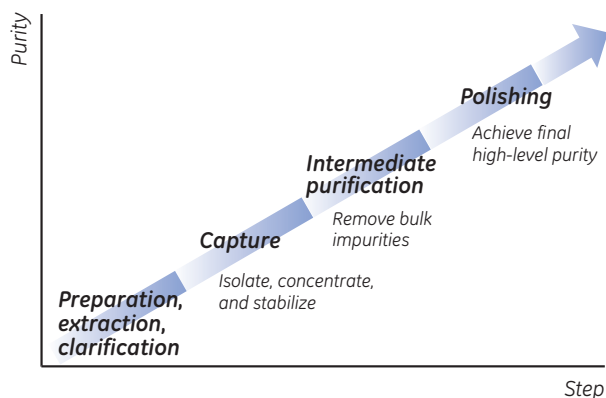 Purity
Polishing
Achieve final
high-level purity
Intermediate
purification
Remove bulk
impurities
Capture
Isolate, concentrate,
and stabilize
Preparation,
extraction,
clarification
Step